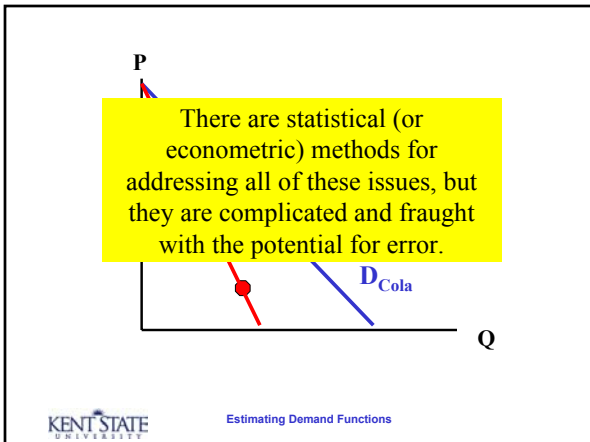 P
There are statistical (or
econometric) methods for
addressing all of these issues, but
they are complicated and fraught
with the potential for error.
D Cola
Q
KENT STATE
UNIVERSITY
Estimating Demand Functions